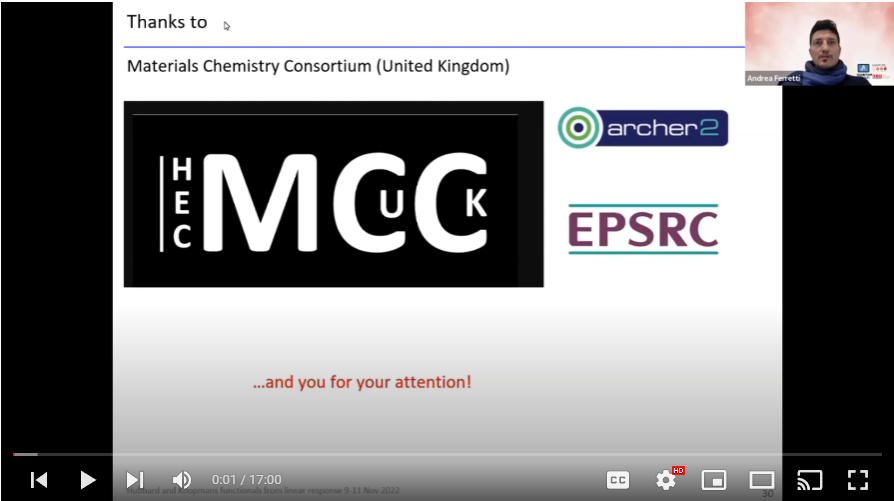 Thanks to
Materials Chemistry Consortium (United Kingdom)
Andrea Ferretti
HEC
MCC
UK
archer2
EPSRC
...and you for your attention!
0:01 / 17:00
CC
HD
Hubbard and Koopmans functionals from linear response 9-11 Nov 2022
30